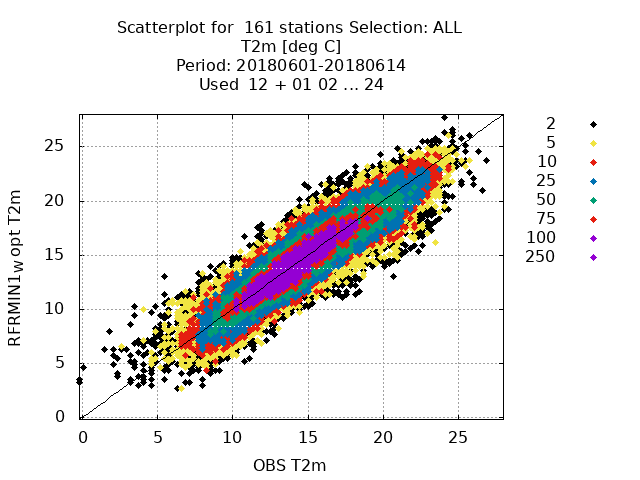 Scatterplot for  161 stations Selection: ALL
T2m [deg C]
Period: 20180601-20180614
Used  12 + 01 02 ... 24
2
5
10
25
50
75
100
250
25
20
15
10
5
0
RFRMIN1_w opt T2m
0 5 10 15 20 25
OBS T2m